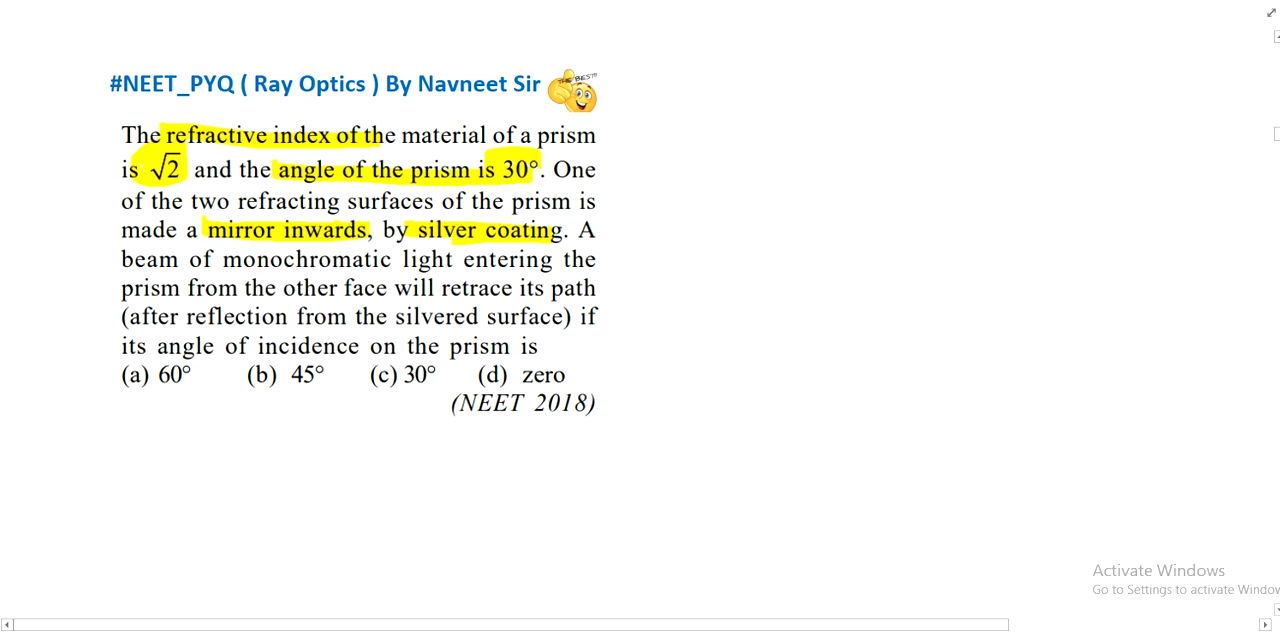 #NEET_PYQ ( Ray Optics ) By Navneet Sir
THE BEST!!!
The refractive index of the material of a prism
is √2 and the angle of the prism is 30°. One
of the two refracting surfaces of the prism is
made a mirror inwards, by silver coating. A
beam of monochromatic light entering the
prism from the other face will retrace its path
(after reflection from the silvered surface) if
its angle of incidence on the prism is
(a) 60° (b) 45° (c) 30° (d) zero
(NEET 2018)
Activate Windows
Go to Settings to activate Window